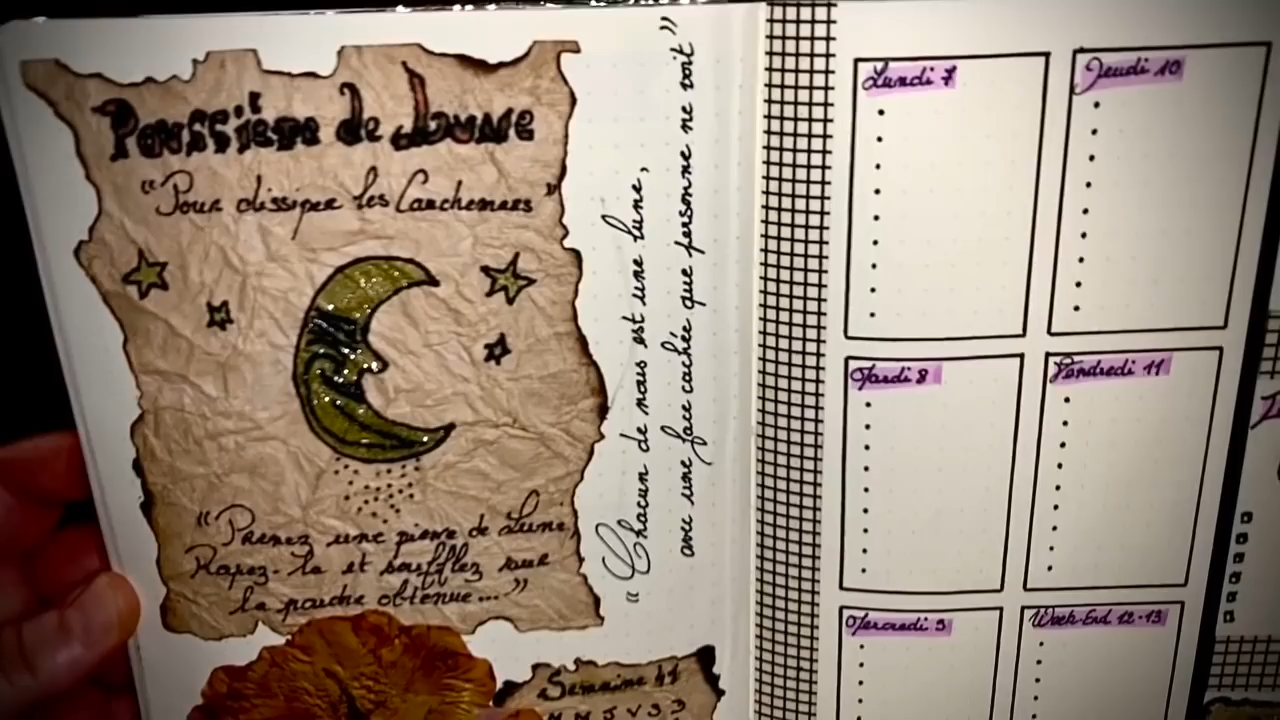 Poussière de Lune
"Pour dissiper les Cauchemars"
"Prenez une pierre de Lune,
Rapez-la et soufflez sur
la poudre obtenue..."
"Chacun de nous est une lune,
avec une face cachée que personne ne voit"
Semaine 41
M M J V S D
Lundi 7
Mardi 8
Mercredi 9
Jeudi 10
Vendredi 11
Week-End 12-13